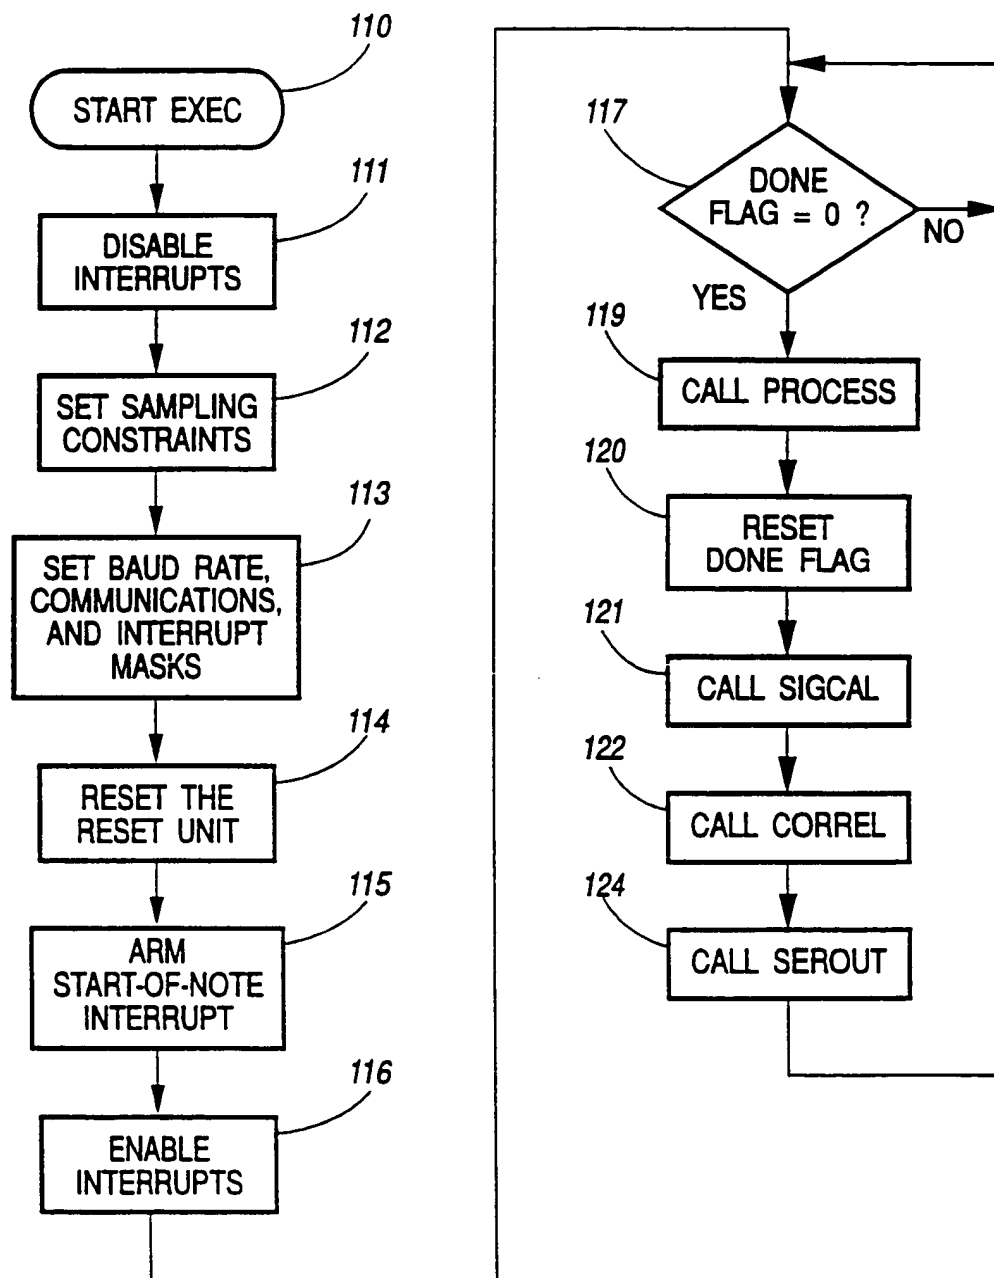 110
START EXEC
111
DISABLE
INTERRUPTS
112
SET SAMPLING
CONSTRAINTS
113
SET BAUD RATE,
COMMUNICATIONS,
AND INTERRUPT
MASKS
114
RESET THE
RESET UNIT
115
ARM
START-OF-NOTE
INTERRUPT
116
ENABLE
INTERRUPTS
117
DONE
FLAG = 0 ?
NO
YES
119
CALL PROCESS
120
RESET
DONE FLAG
121
CALL SIGCAL
122
CALL CORREL
124
CALL SEROUT